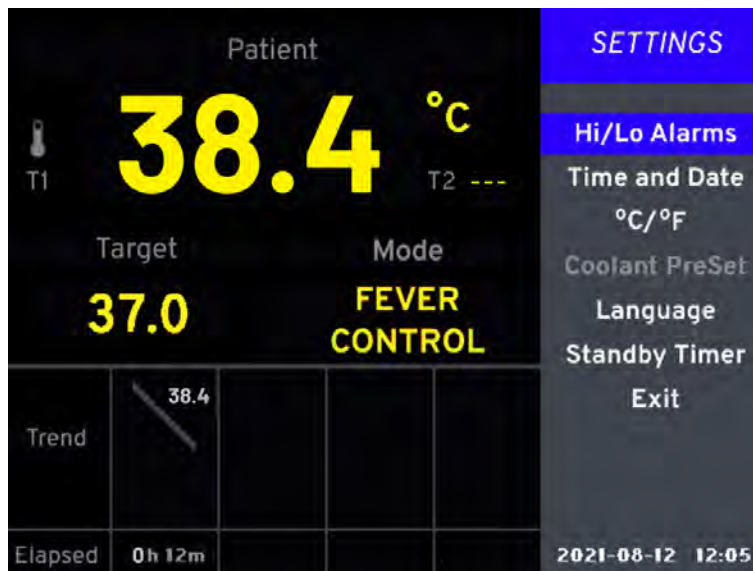 Patient
38.4 °C
T1
T2 ---
Target
Mode
37.0
FEVER
CONTROL
Trend
38.4
Elapsed
0h 12m
SETTINGS
Hi/Lo Alarms
Time and Date
°C/°F
Coolant PreSet
Language
Standby Timer
Exit
2021-08-12 12:05